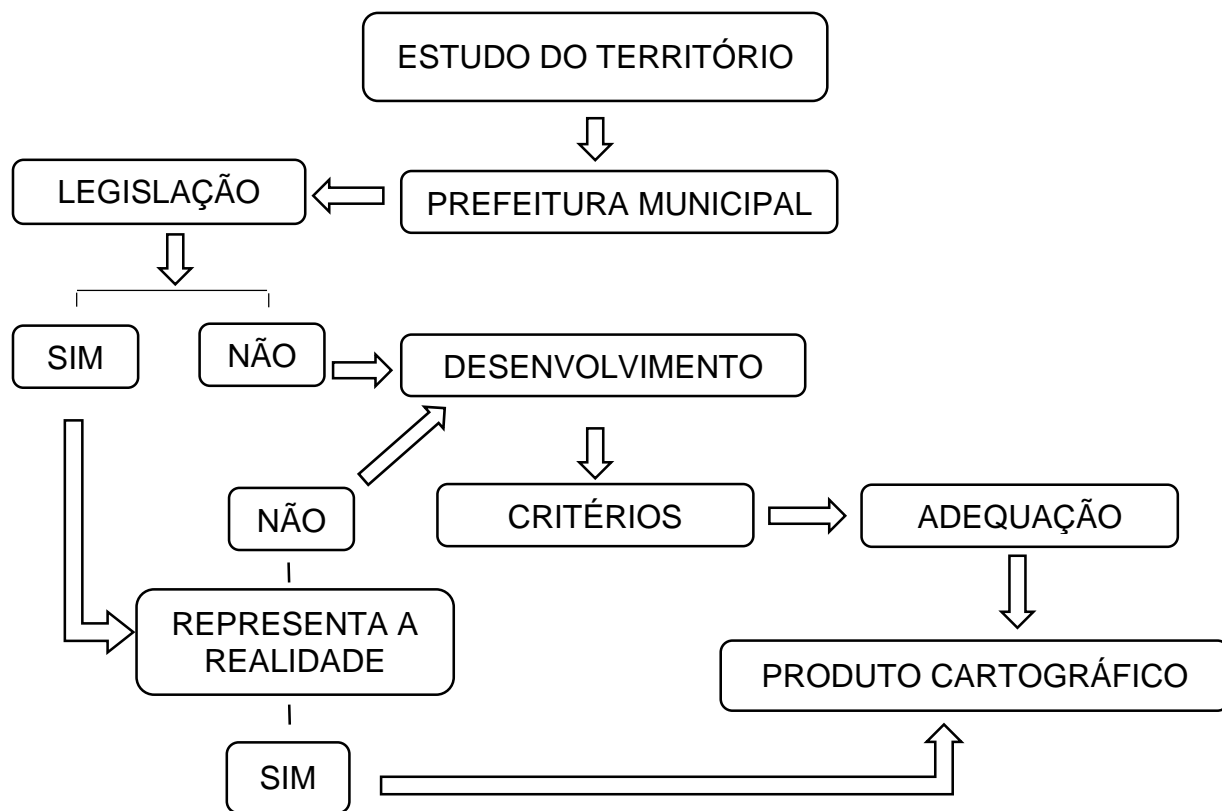 ESTUDO DO TERRITÓRIO
LEGISLAÇÃO
PREFEITURA MUNICIPAL
SIM
NÃO
DESENVOLVIMENTO
NÃO
CRITÉRIOS
ADEQUAÇÃO
REPRESENTA A
REALIDADE
PRODUTO CARTOGRÁFICO
SIM